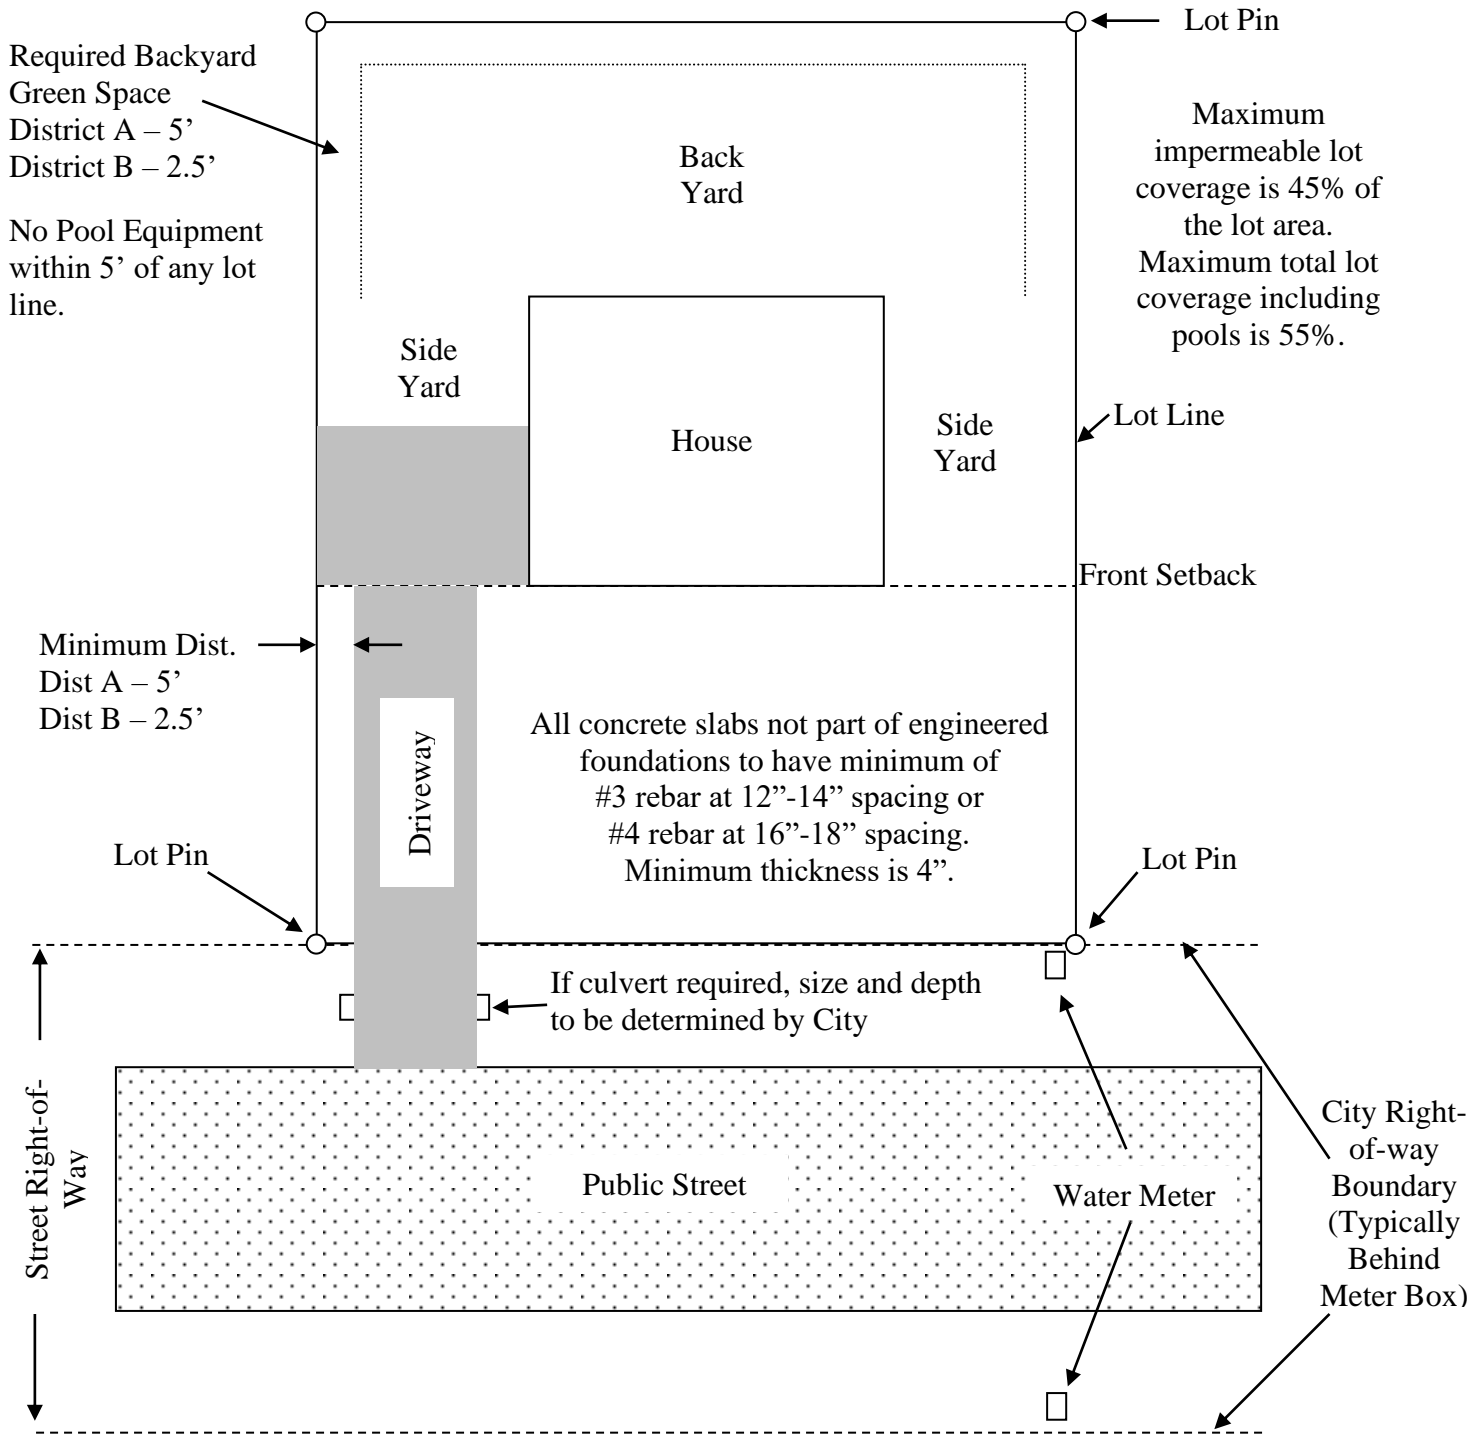 Lot Pin
Required Backyard
Green Space
District A – 5’
District B – 2.5’
No Pool Equipment
within 5’ of any lot
line.
Back
Yard
Maximum
impermeable lot
coverage is 45% of
the lot area.
Maximum total lot
coverage including
pools is 55%.
Side
Yard
House
Side
Yard
Lot Line
Front Setback
Minimum Dist.
Dist A – 5’
Dist B – 2.5’
Driveway
All concrete slabs not part of engineered
foundations to have minimum of
#3 rebar at 12”-14” spacing or
#4 rebar at 16”-18” spacing.
Minimum thickness is 4”.
Lot Pin
Lot Pin
If culvert required, size and depth
to be determined by City
Street Right-of-
Way
Public Street
Water Meter
City Right-
of-way
Boundary
(Typically
Behind
Meter Box)